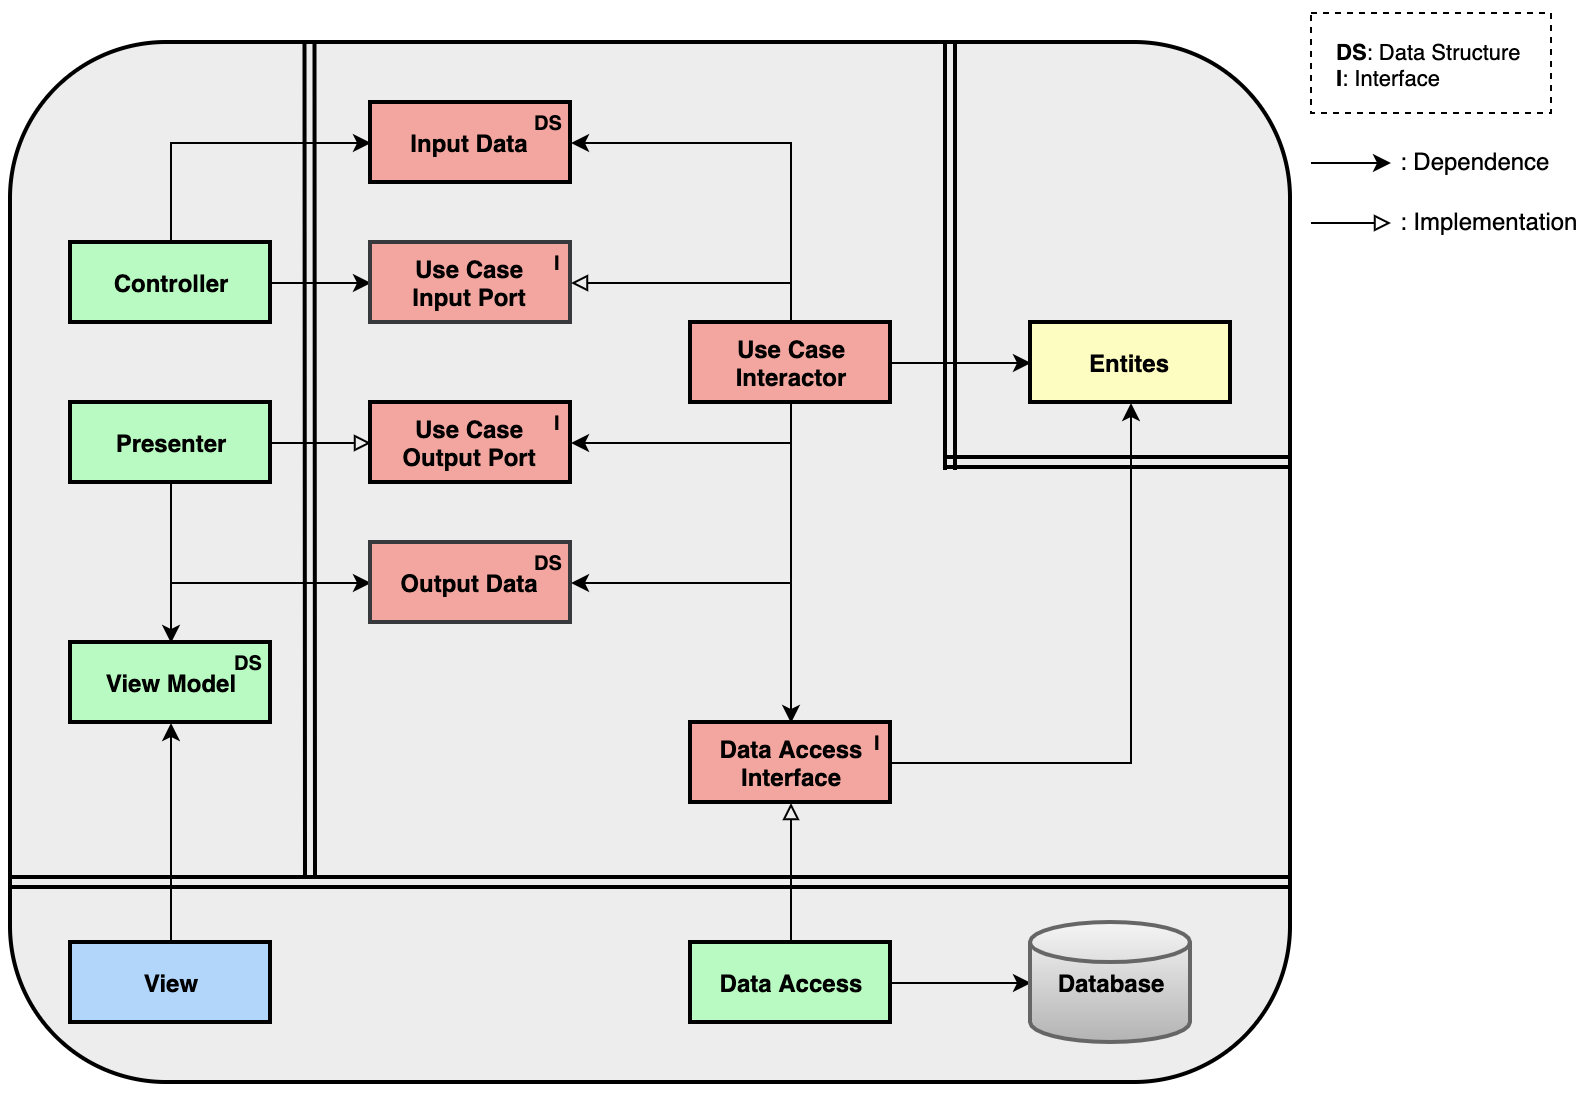 DS: Data Structure
I: Interface
: Dependence
: Implementation
DS
Input Data
Controller
I
Use Case
Input Port
Use Case
Interactor
Entites
Presenter
I
Use Case
Output Port
DS
Output Data
DS
View Model
I
Data Access
Interface
View
Data Access
Database